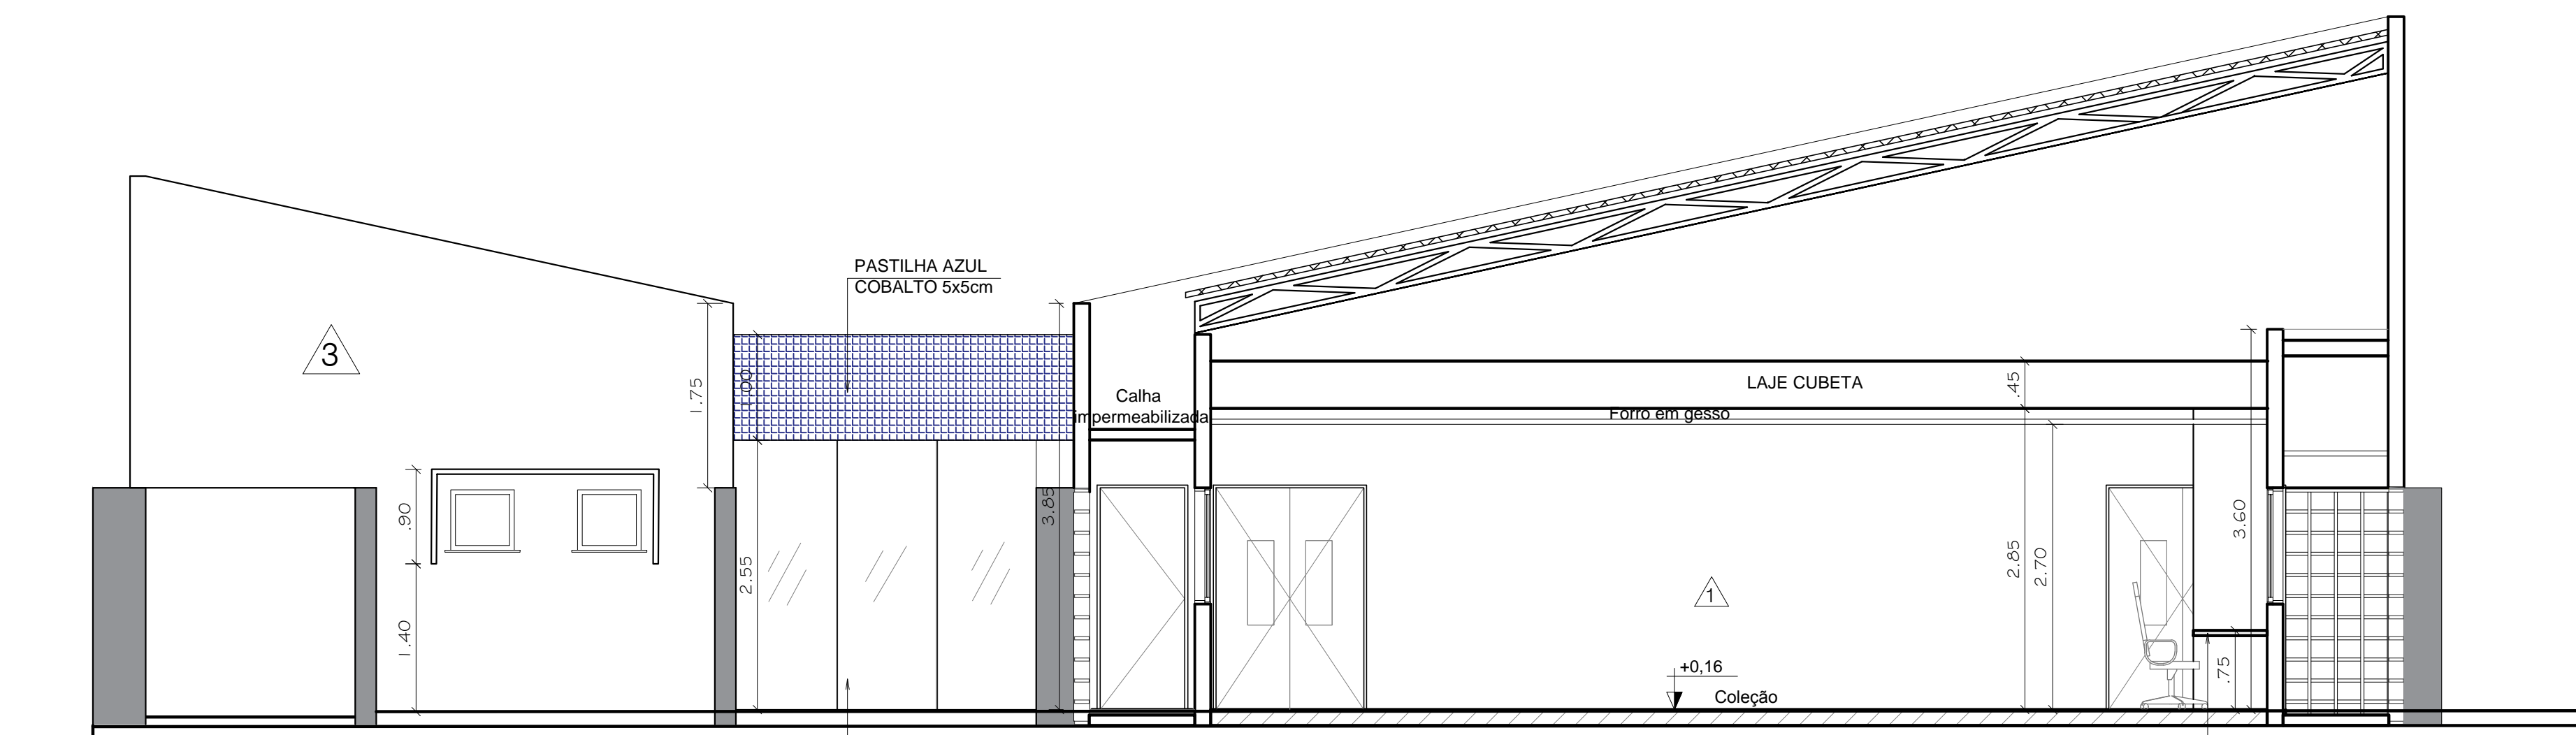 PASTILHA AZUL
COBALTO 5x5cm
3
1.75
1.00
Calha
impermeabilizada
LAJE CUBETA
.45
Forro em gesso
.90
3.85
3.60
2.55
2.85
2.70
1
1.40
+0,16
Coleção
.75